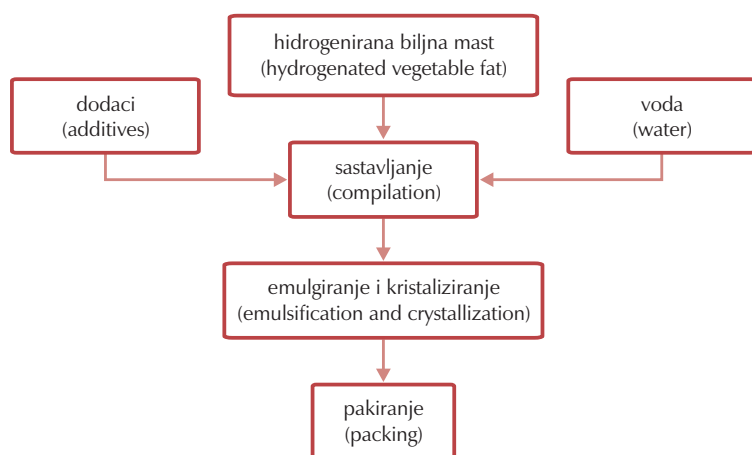 hidrogenirana biljna mast
(hydrogenated vegetable fat)
dodaci
(additives)
voda
(water)
sastavljanje
(compilation)
emulgiranje i kristaliziranje
(emulsification and crystallization)
pakiranje
(packing)